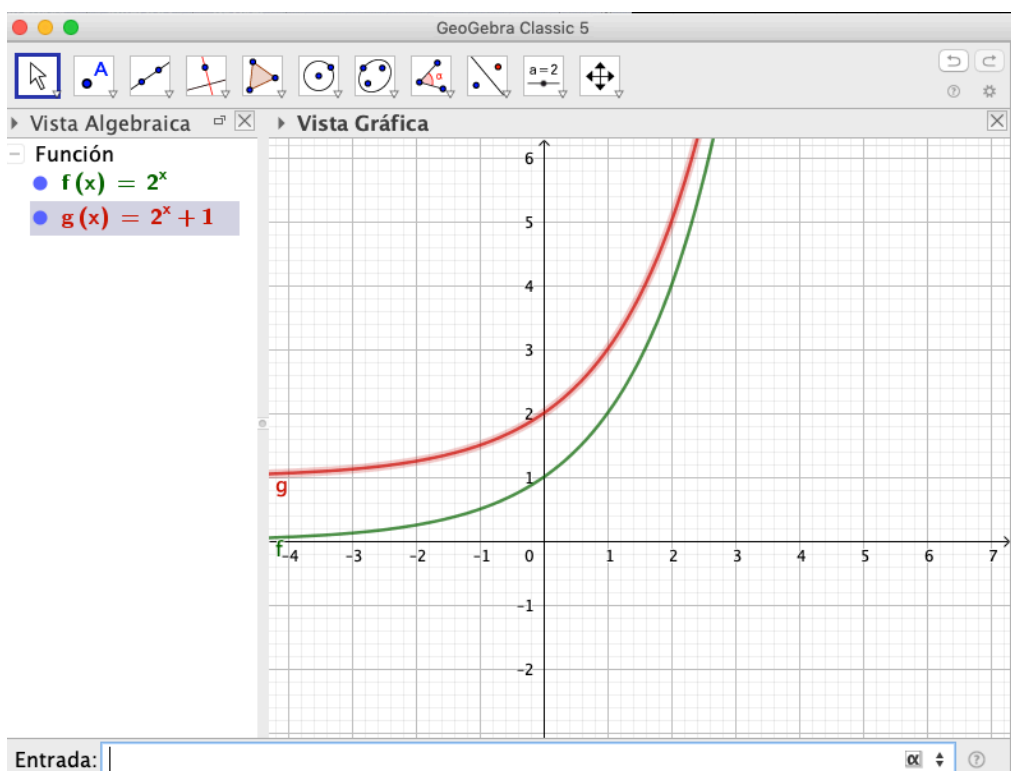 GeoGebra Classic 5
A
α
a=2
Vista Algebraica
Vista Gráfica
Función
f (x) = 2ˣ
g (x) = 2ˣ + 1
6
5
4
3
2
1
g
f
-4 -3 -2 -1 0 1 2 3 4 5 6 7
-1
-2
Entrada:
α